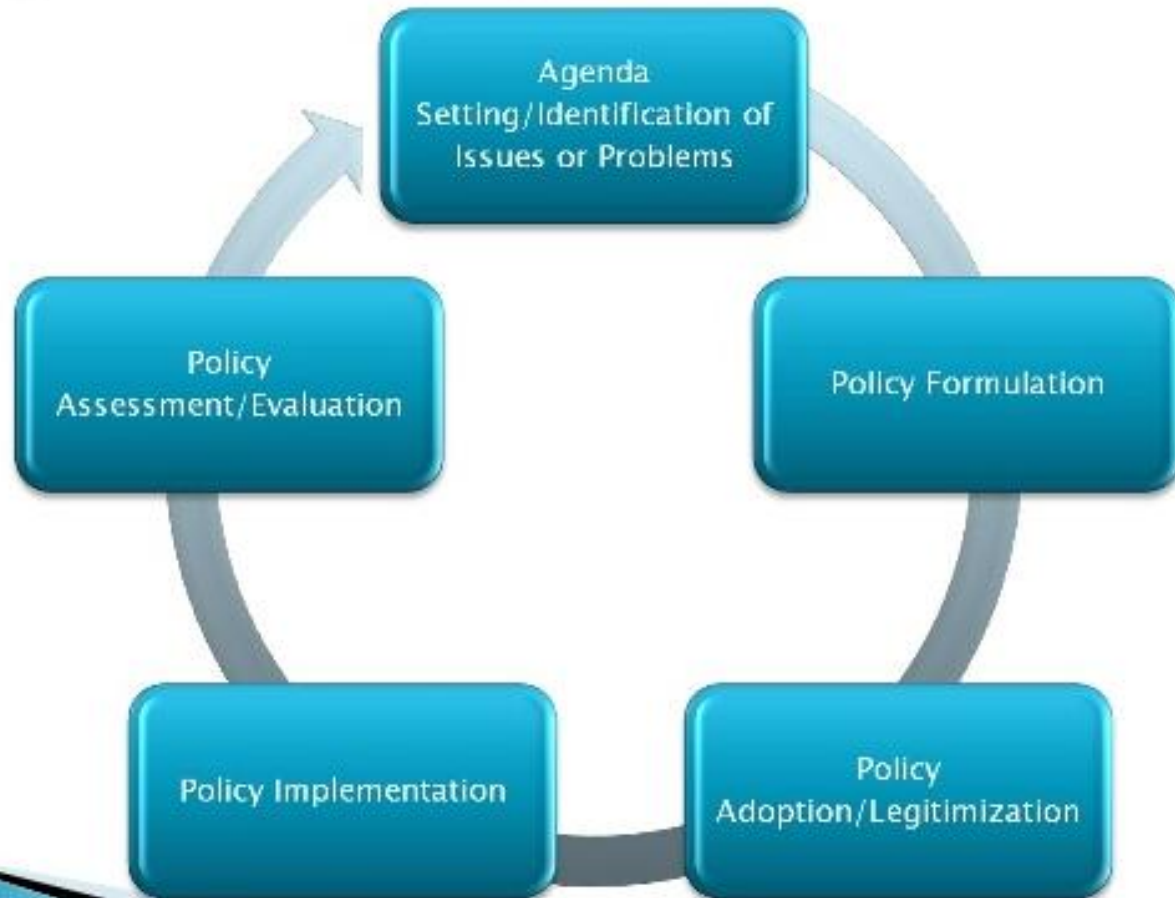 Agenda
Setting/Identification of
Issues or Problems
Policy Formulation
Policy
Adoption/Legitimization
Policy Implementation
Policy
Assessment/Evaluation